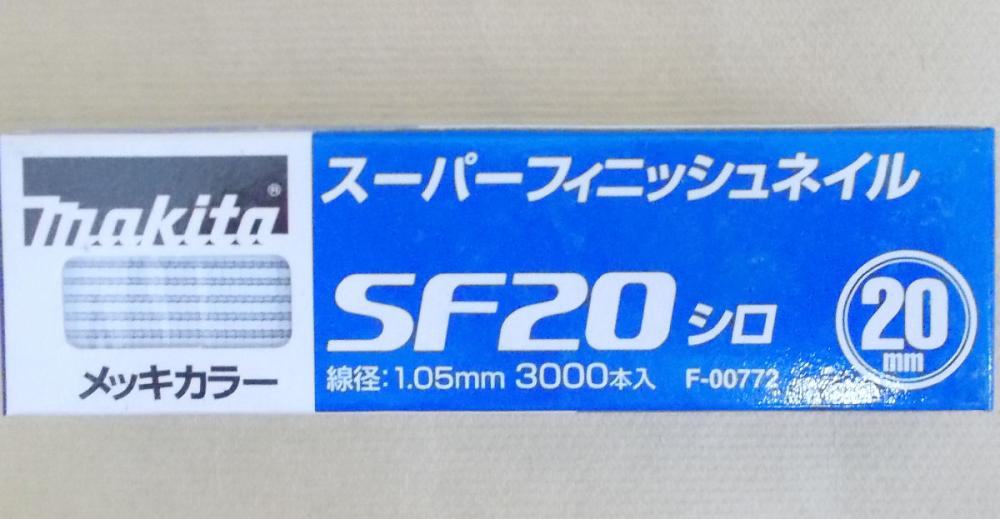 makita®
メッキカラー
スーパーフィニッシュネイル
SF20 シロ
線径:1.05mm 3000本入 F-00772
20
mm